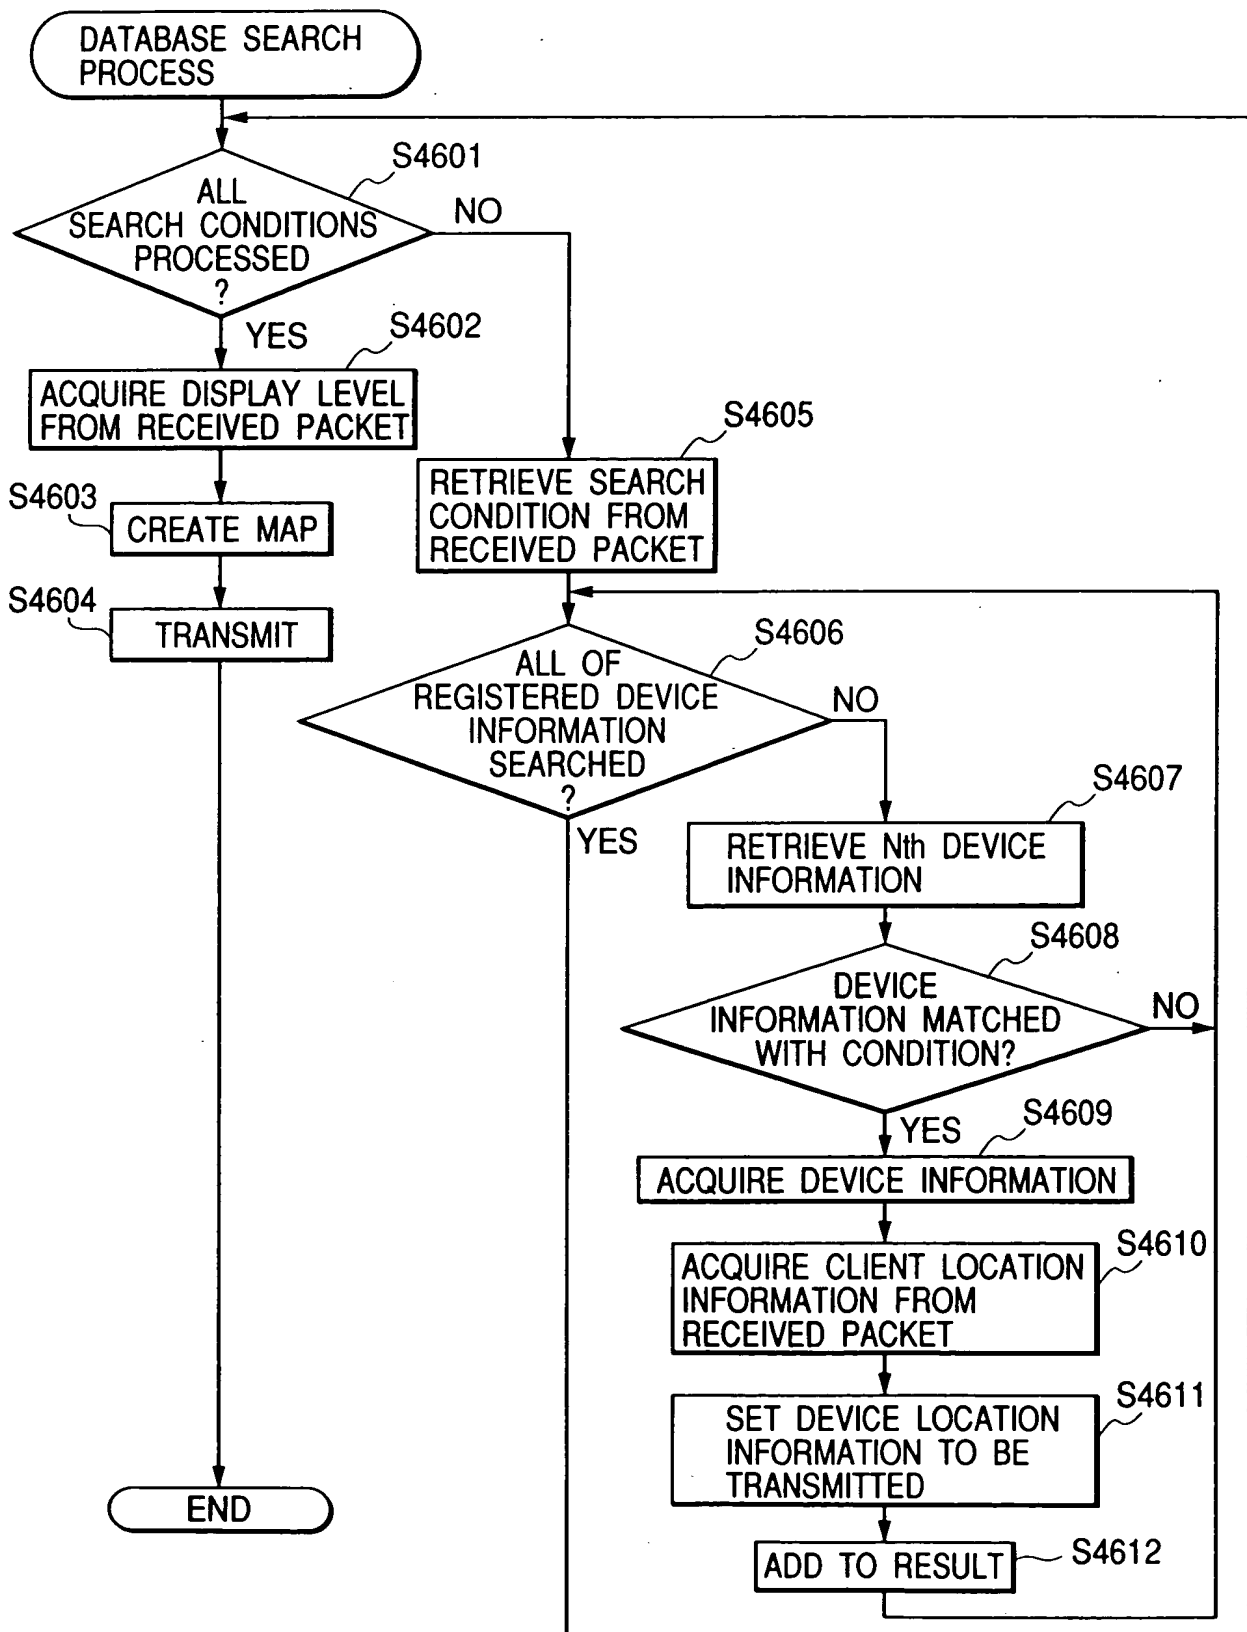 DATABASE SEARCH
PROCESS
S4601
ALL
SEARCH CONDITIONS
PROCESSED
?
NO
YES
S4602
ACQUIRE DISPLAY LEVEL
FROM RECEIVED PACKET
S4603
CREATE MAP
S4604
TRANSMIT
END
S4605
RETRIEVE SEARCH
CONDITION FROM
RECEIVED PACKET
S4606
ALL OF
REGISTERED DEVICE
INFORMATION
SEARCHED
?
NO
YES
S4607
RETRIEVE Nth DEVICE
INFORMATION
S4608
DEVICE
INFORMATION MATCHED
WITH CONDITION?
NO
YES
S4609
ACQUIRE DEVICE INFORMATION
S4610
ACQUIRE CLIENT LOCATION
INFORMATION FROM
RECEIVED PACKET
S4611
SET DEVICE LOCATION
INFORMATION TO BE
TRANSMITTED
ADD TO RESULT
S4612